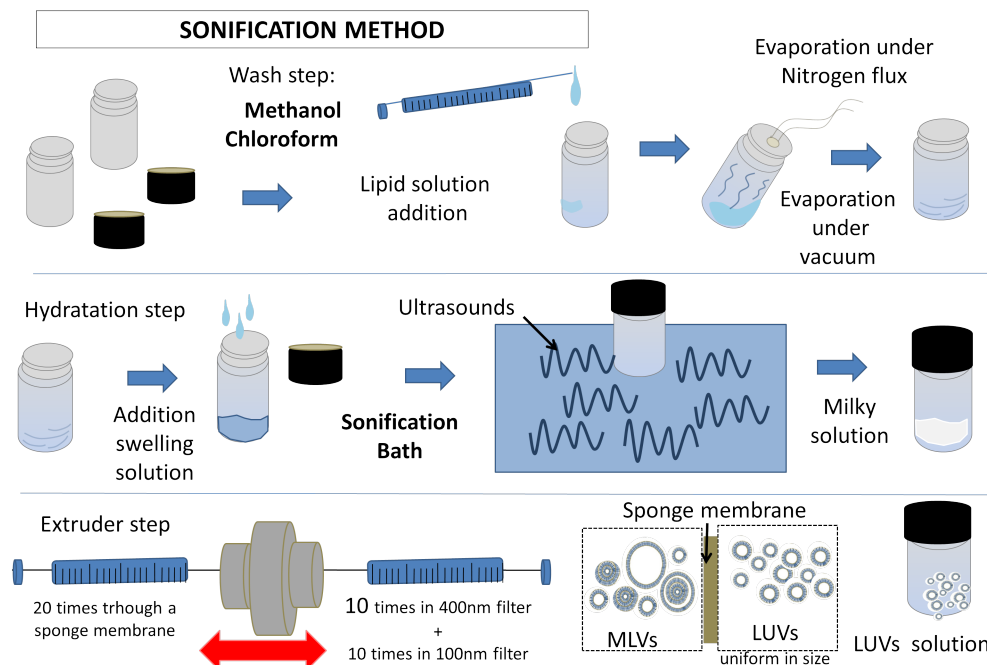 SONIFICATION METHOD
Wash step:
Methanol
Chloroform
Lipid solution
addition
Evaporation under
Nitrogen flux
Evaporation
under
vacuum
Hydratation step
Addition
swelling
solution
Ultrasounds
Sonification
Bath
Milky
solution
Extruder step
20 times trhough a
sponge membrane
10 times in 400nm filter
+
10 times in 100nm filter
Sponge membrane
MLVs
LUVs
uniform in size
LUVs solution